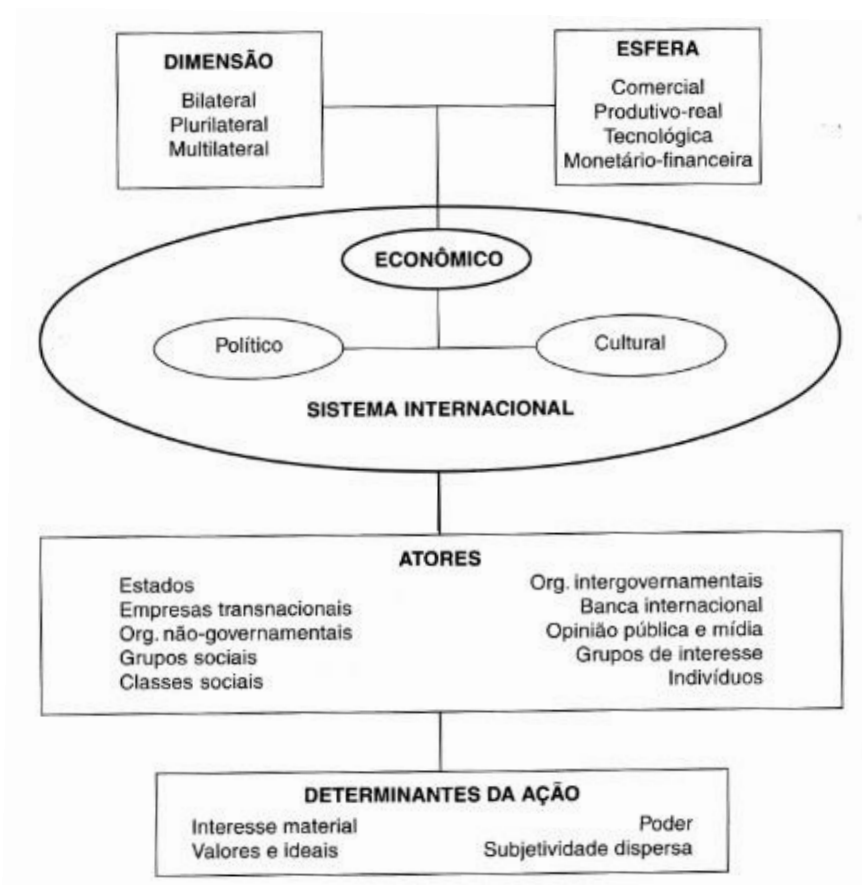 DIMENSÃO
Bilateral
Plurilateral
Multilateral
ESFERA
Comercial
Produtivo-real
Tecnológica
Monetário-financeira
ECONÔMICO
Político
Cultural
SISTEMA INTERNACIONAL
ATORES
Estados
Empresas transnacionais
Org. não-governamentais
Grupos sociais
Classes sociais
Org. intergovernamentais
Banca internacional
Opinião pública e mídia
Grupos de interesse
Indivíduos
DETERMINANTES DA AÇÃO
Interesse material
Valores e ideais
Poder
Subjetividade dispersa